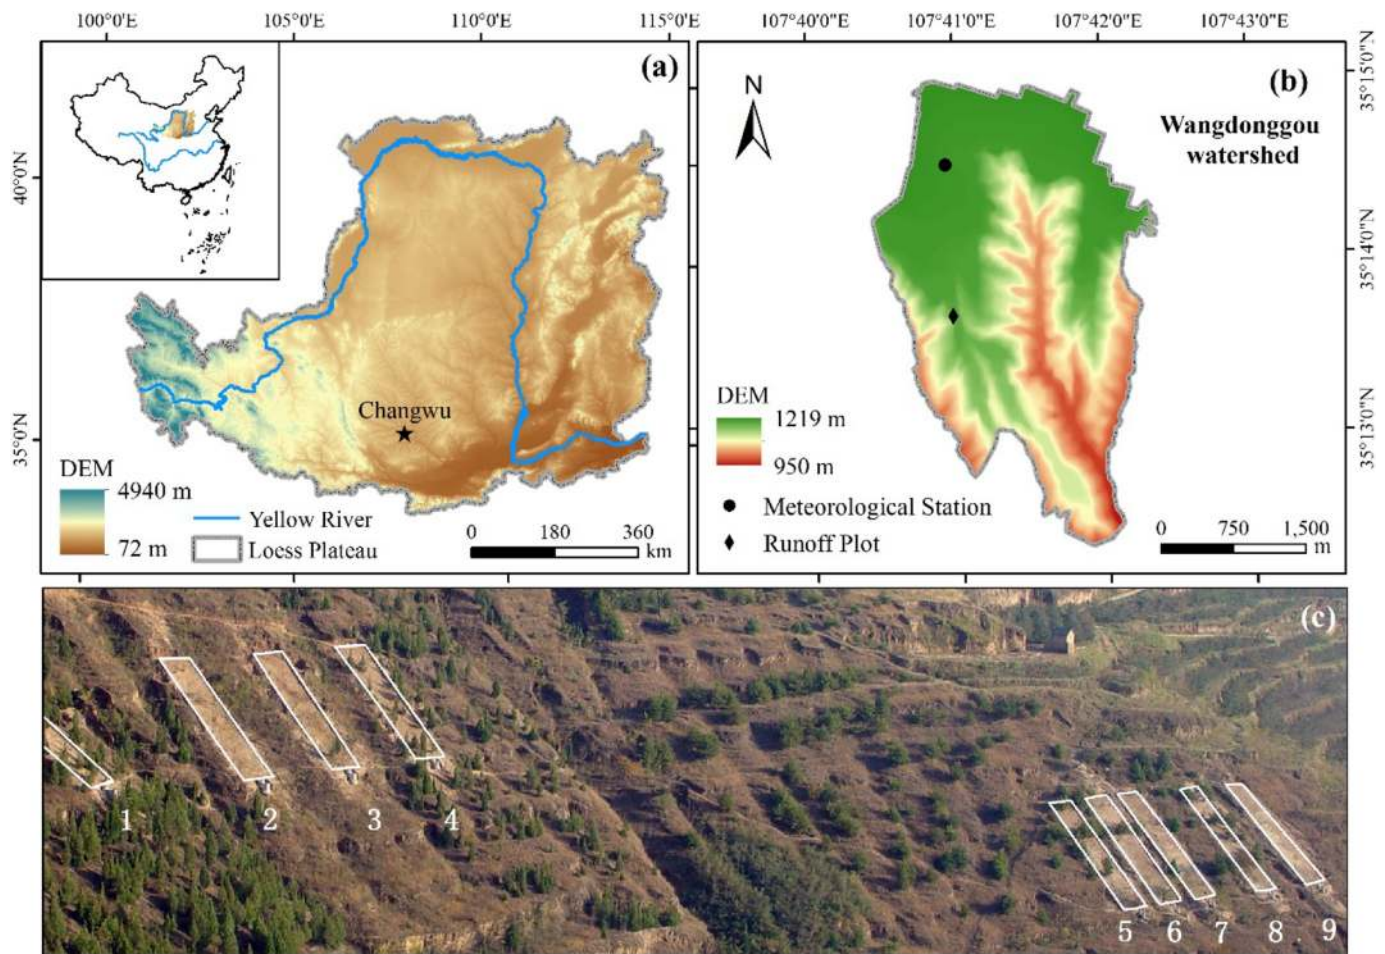 100°0'E 105°0'E 110°0'E 115°0'E
107°40'0"E 107°41'0"E 107°42'0"E 107°43'0"E
(a)
40°0'N
35°0'N
Changwu
DEM
4940 m
72 m
Yellow River
Loess Plateau
0 180 360
km
(b)
N
Wangdonggou
watershed
35°15'0"N
35°14'0"N
35°13'0"N
DEM
1219 m
950 m
Meteorological Station
Runoff Plot
0 750 1,500
m
(c)
1 2 3 4
5 6 7 8 9